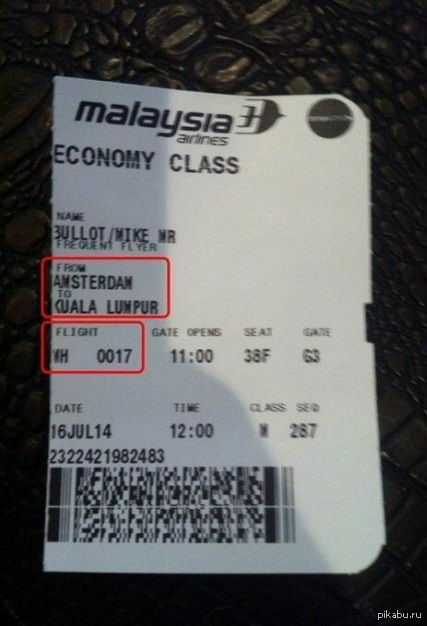 malaysia
airlines
ECONOMY CLASS
NAME
BULLOT/MIKE MR
FREQUENT FLYER
FROM
AMSTERDAM
TO
KUALA LUMPUR
FLIGHT GATE OPENS SEAT GATE
MH 0017 11:00 38F G3
DATE TIME CLASS SEQ
16JUL14 12:00 M 287
2322421982483
pikabu.ru